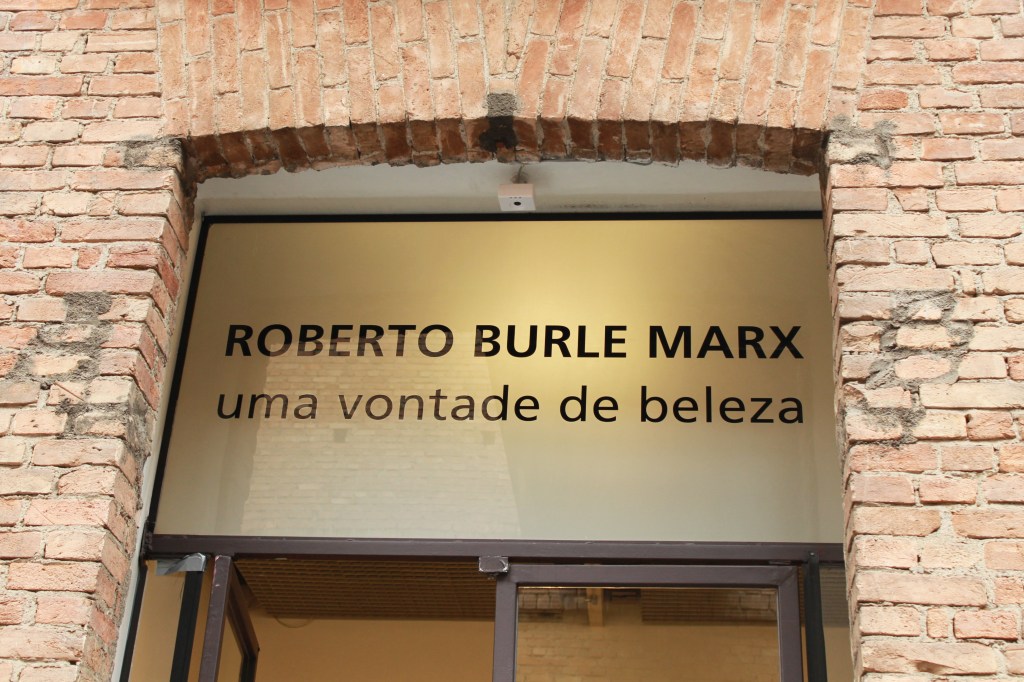 ROBERTO BURLE MARX
uma vontade de beleza